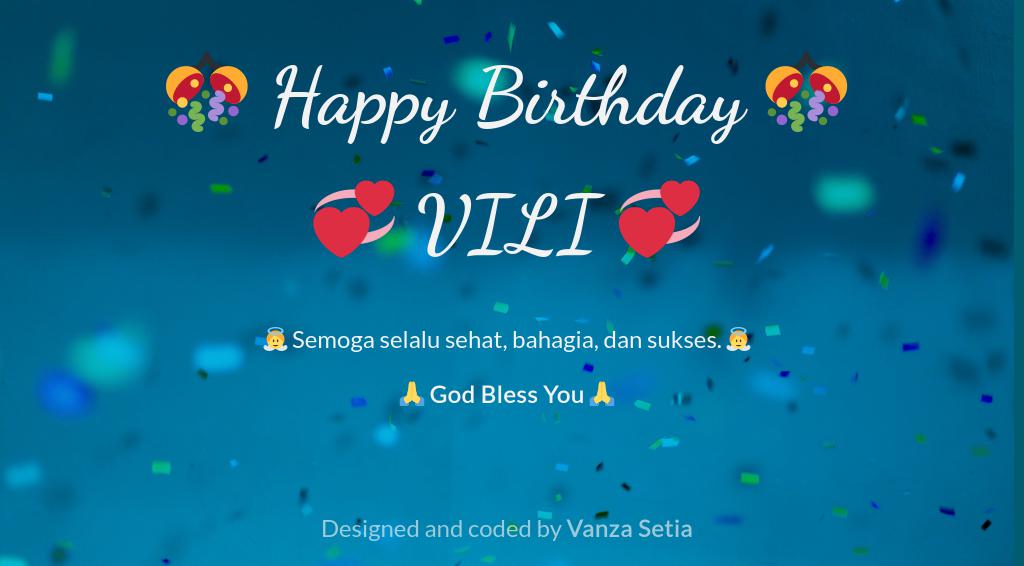 🎊 Happy Birthday 🎊
💞 VILI 💞
👼 Semoga selalu sehat, bahagia, dan sukses. 👼
🙏 God Bless You 🙏
Designed and coded by Vanza Setia